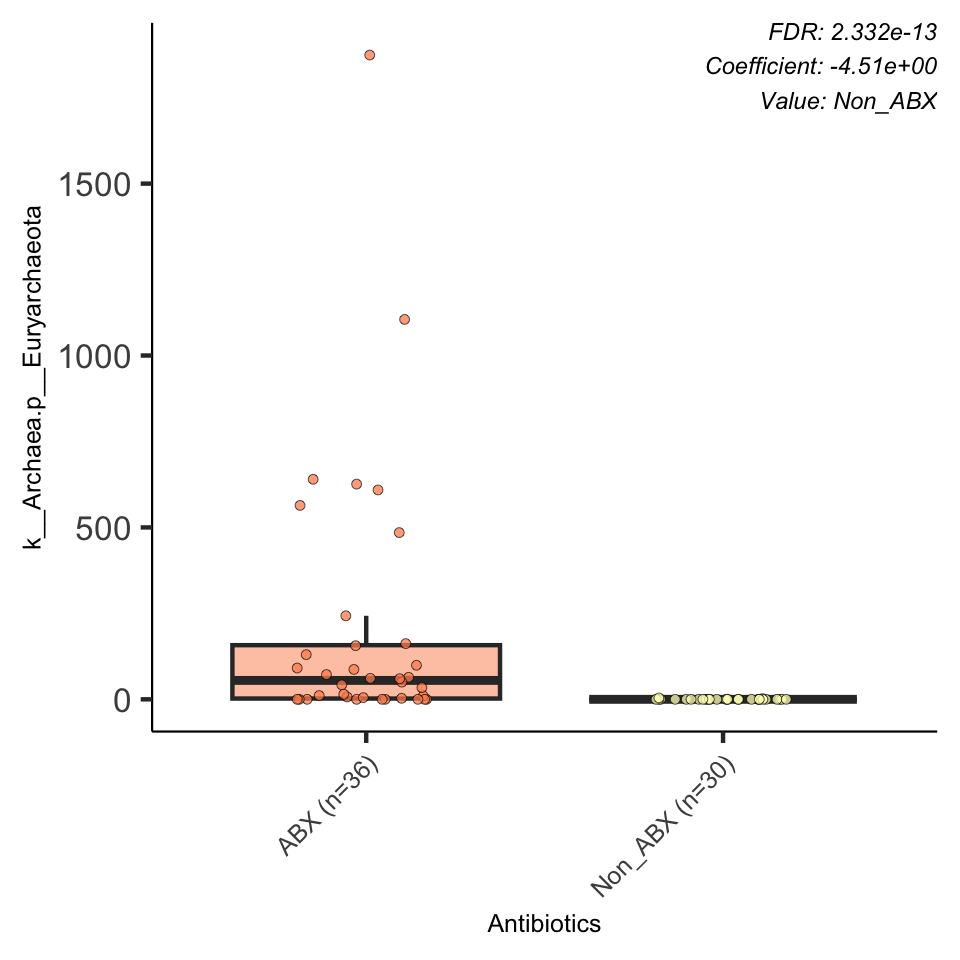 FDR: 2.332e-13
Coefficient: -4.51e+00
Value: Non_ABX
k__Archaea.p__Euryarchaeota
1500
1000
500
0
ABX (n=36)
Non_ABX (n=30)
Antibiotics